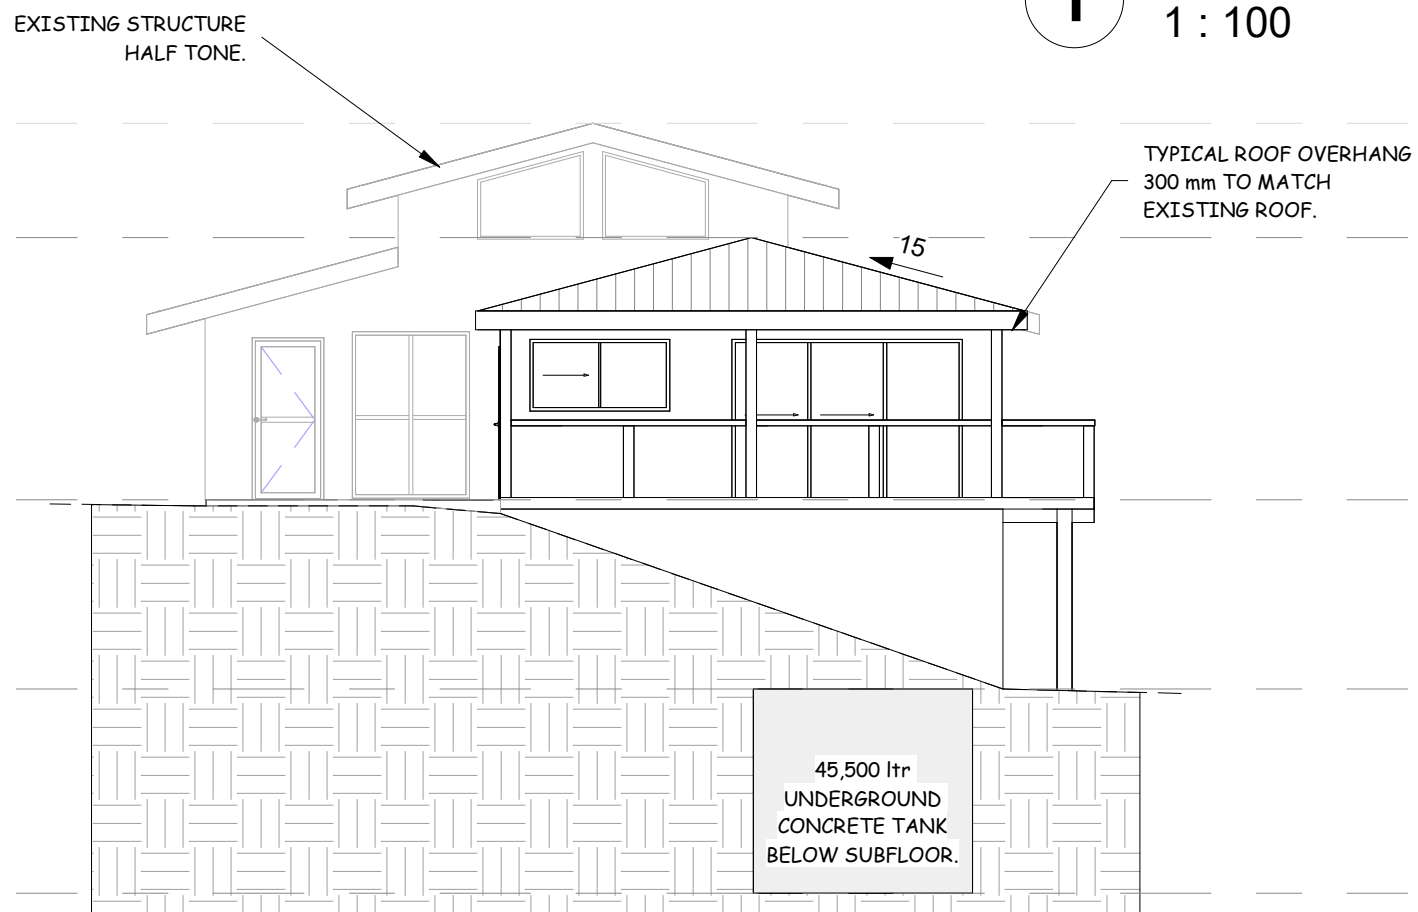 EXISTING STRUCTURE
HALF TONE.
1 : 100
TYPICAL ROOF OVERHANG
300 mm TO MATCH
EXISTING ROOF.
15
45,500 ltr
UNDERGROUND
CONCRETE TANK
BELOW SUBFLOOR.